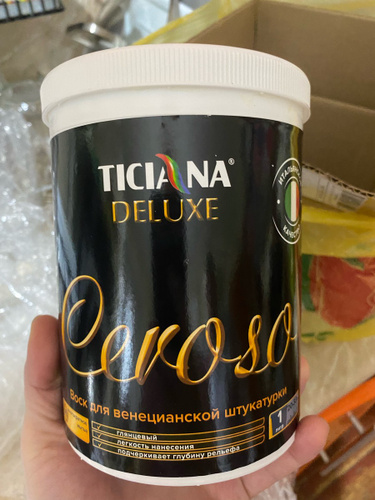 TICIANA®
DELUXE
Ceroso
Воск для венецианской штукатурки
глянцевый
легкость нанесения
подчеркивает глубину рельефа
1